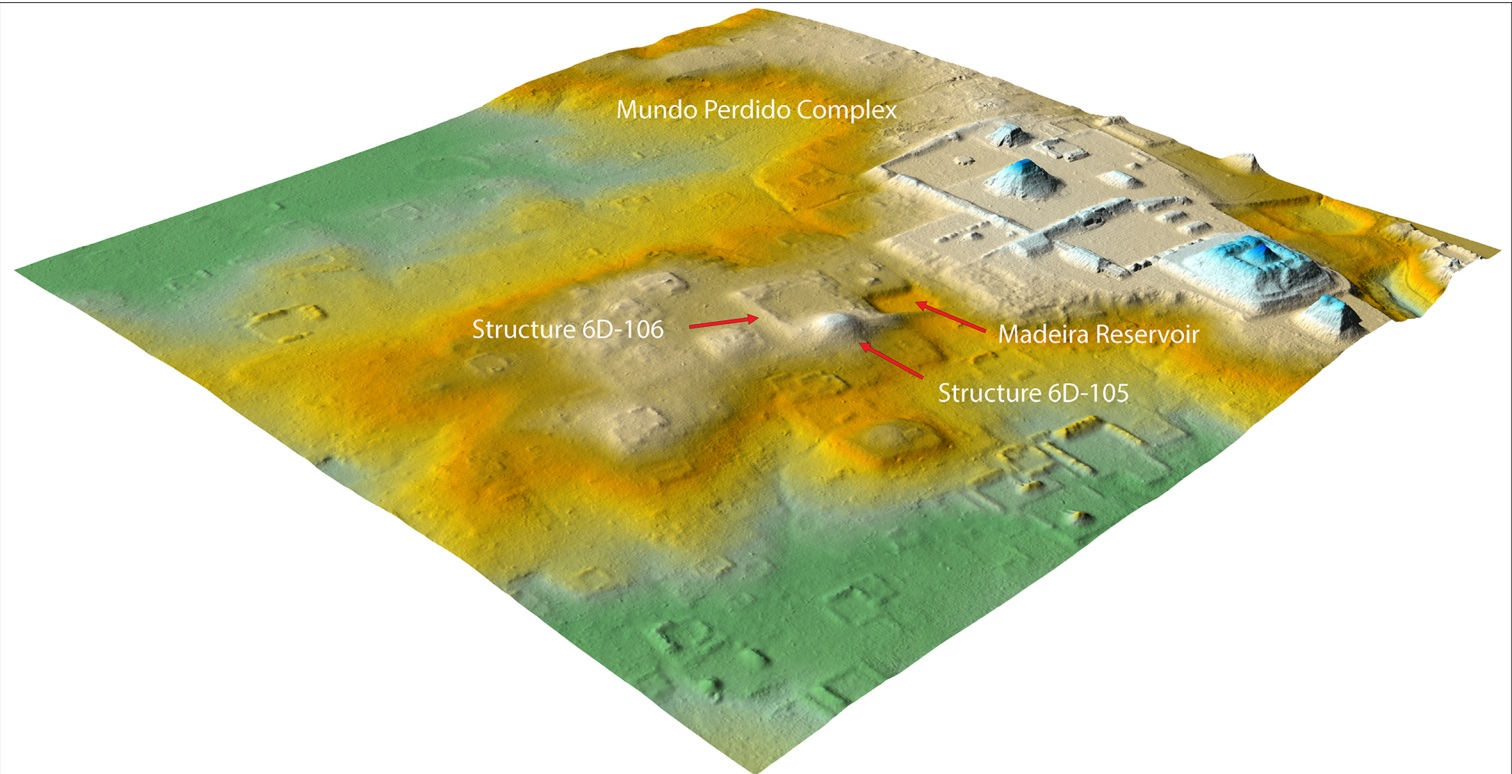 Mundo Perdido Complex
Structure 6D-106
Madeira Reservoir
Structure 6D-105